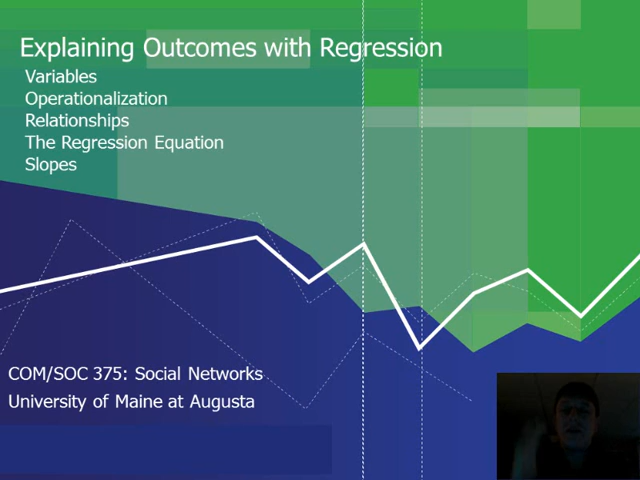 Explaining Outcomes with Regression
Variables
Operationalization
Relationships
The Regression Equation
Slopes
COM/SOC 375: Social Networks
University of Maine at Augusta